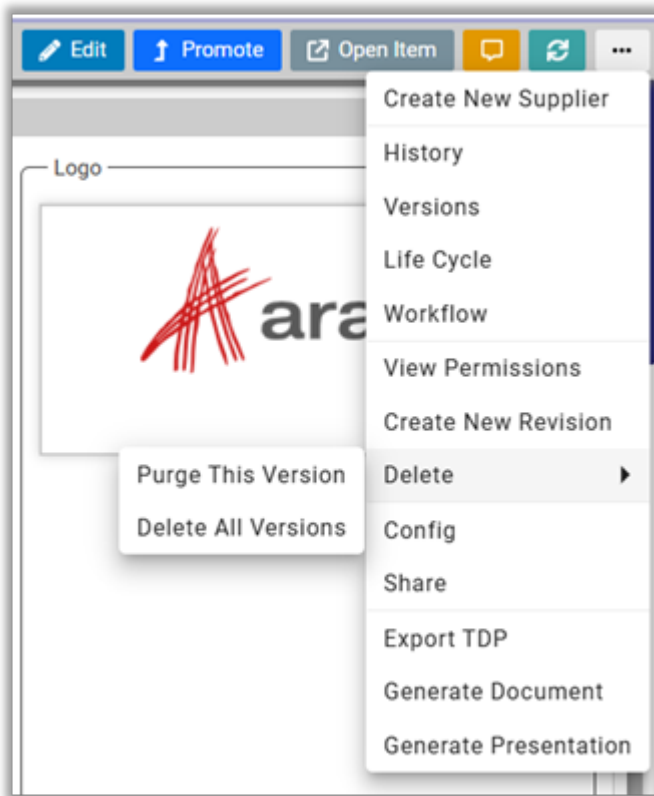 Edit
Promote
Open Item
Create New Supplier
History
Logo
Versions
Life Cycle
ara
Workflow
View Permissions
Create New Revision
Purge This Version
Delete
Delete All Versions
Config
Share
Export TDP
Generate Document
Generate Presentation